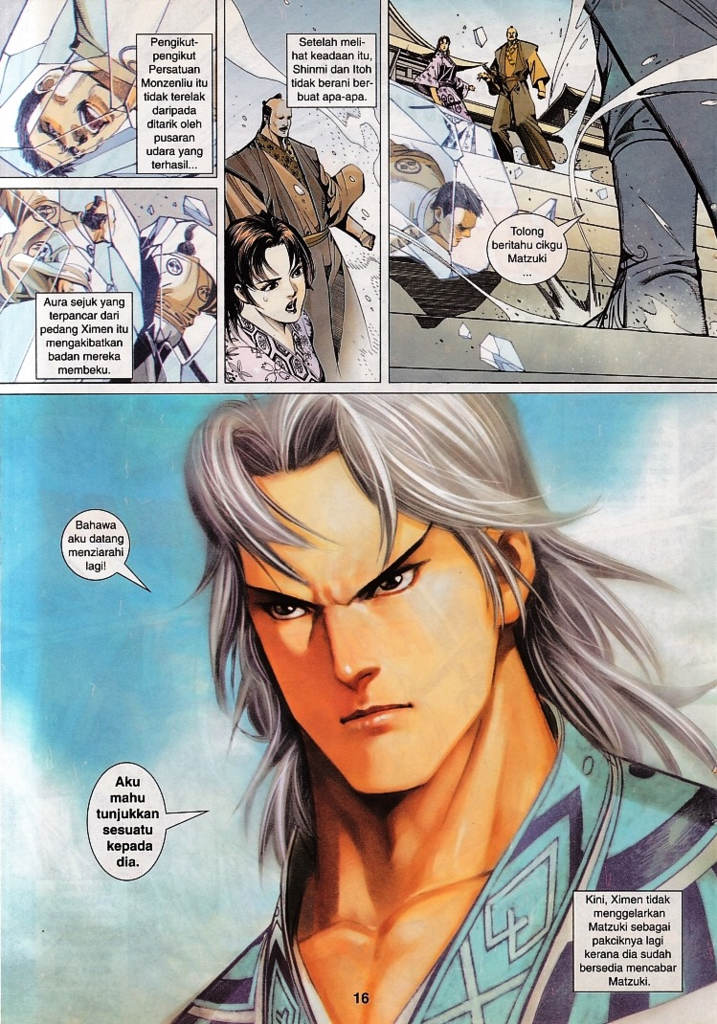 Pengikut-
pengikut
Persatuan
Monzenliu itu
tidak terelak
daripada
ditarik oleh
pusaran
udara yang
terhasil...
Aura sejuk yang
terpancar dari
pedang Ximen itu
mengakibatkan
badan mereka
membeku.
Setelah meli-
hat keadaan itu,
Shinmi dan Itoh
tidak berani ber-
buat apa-apa.
Tolong
beritahu cikgu
Matzuki
...
Bahawa
aku datang
menziarahi
lagi!
Aku
mahu
tunjukkan
sesuatu
kepada
dia.
Kini, Ximen tidak
menggelarkan
Matzuki sebagai
pakciknya lagi
kerana dia sudah
bersedia mencabar
Matzuki.
16